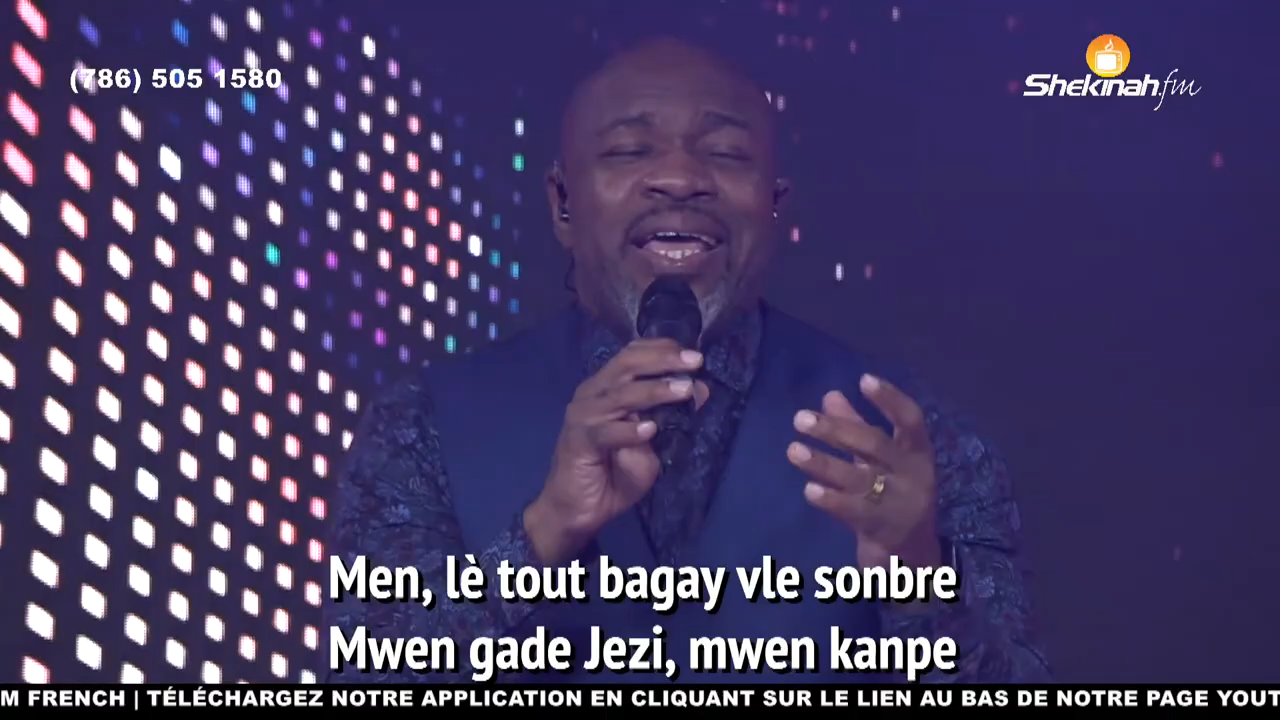 (786) 505 1580
Shekinah.fm
Men, lè tout bagay vle sonbre
Mwen gade Jezi, mwen kanpe
M FRENCH | TÉLÉCHARGEZ NOTRE APPLICATION EN CLIQUANT SUR LE LIEN AU BAS DE NOTRE PAGE YOUT